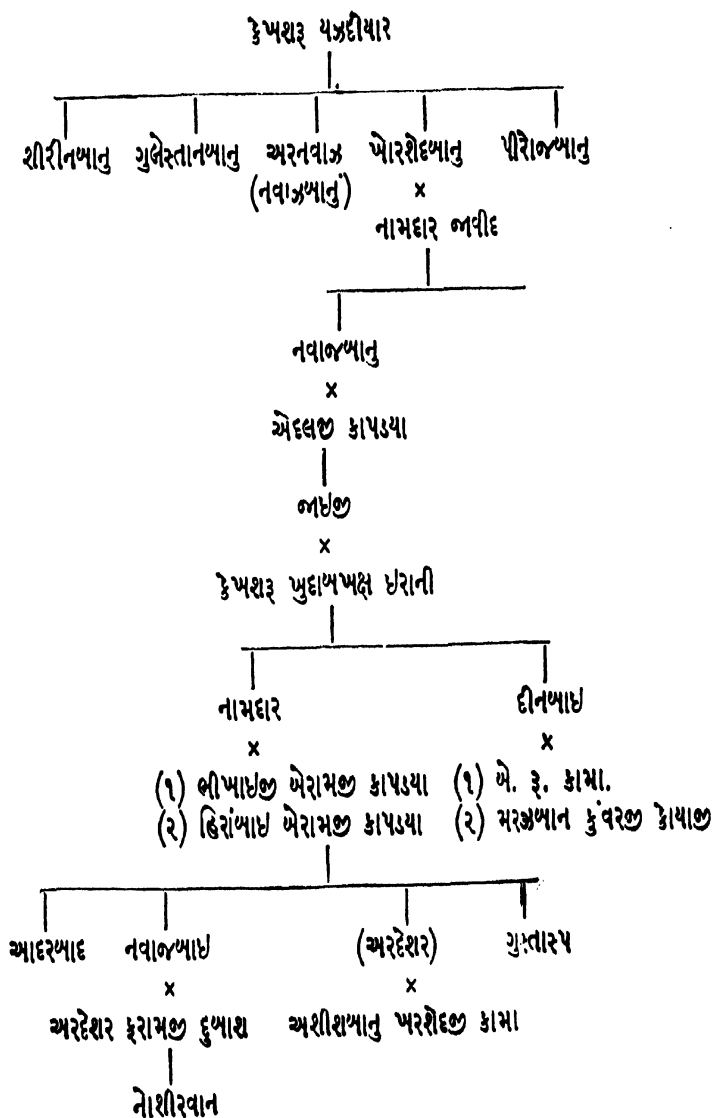 કેખશરૂ યઝદીયાર
શીરીનબાનુ ગુલેસ્તાનબાનુ અરનવાઝ ખોરશેદબાનુ પીરોજબાનુ
(નવાઝબાનું) ×
નામદાર જાવીદ
નવાજબાનુ
×
એદલજી કાપડયા
જાઇજી
×
કેખશરૂ ખુદાબખક્ષ ઇરાની
નામદાર દીનબાઇ
× ×
(૧) ભીખાઇજી બેરામજી કાપડયા (૧) બે. રૂ. કામા.
(૨) હિરાંબાઇ બેરામજી કાપડયા (૨) મરઝબાન કુંવરજી કોયાજી
આદરબાદ નવાજબાઇ (અરદેશર) ગુસ્તાસ્પ
× ×
અરદેશર ફરામજી દુબાશ અશીશબાનુ ખરશેદજી કામા
નોશીરવાન